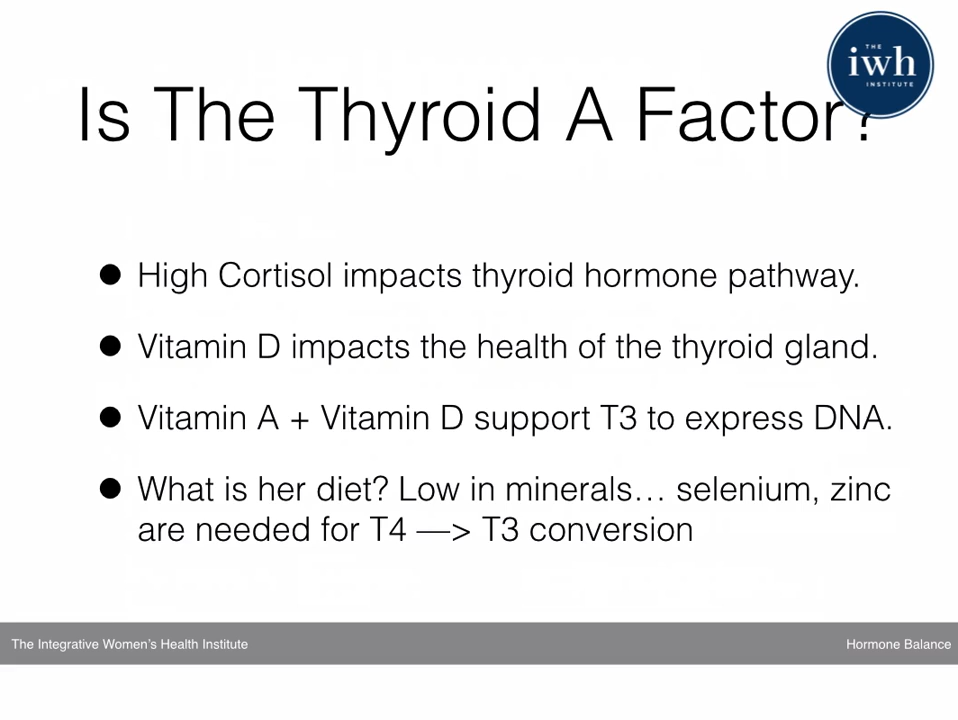 THE
iwh
INSTITUTE
Is The Thyroid A Factor?
● High Cortisol impacts thyroid hormone pathway.
● Vitamin D impacts the health of the thyroid gland.
● Vitamin A + Vitamin D support T3 to express DNA.
● What is her diet? Low in minerals… selenium, zinc
are needed for T4 —> T3 conversion
The Integrative Women’s Health Institute
Hormone Balance